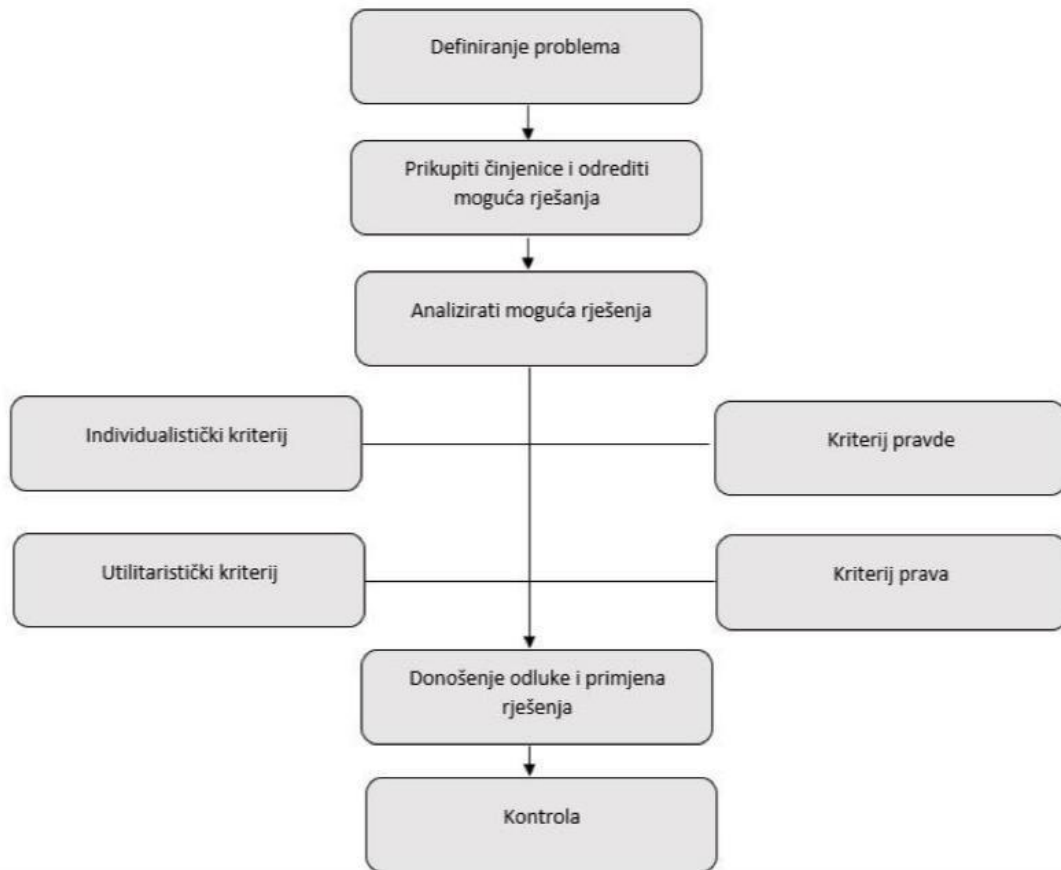 Definiranje problema
Prikupiti činjenice i odrediti
moguća rješanja
Analizirati moguća rješenja
Individualistički kriterij
Kriterij pravde
Utilitaristički kriterij
Kriterij prava
Donošenje odluke i primjena
rješenja
Kontrola